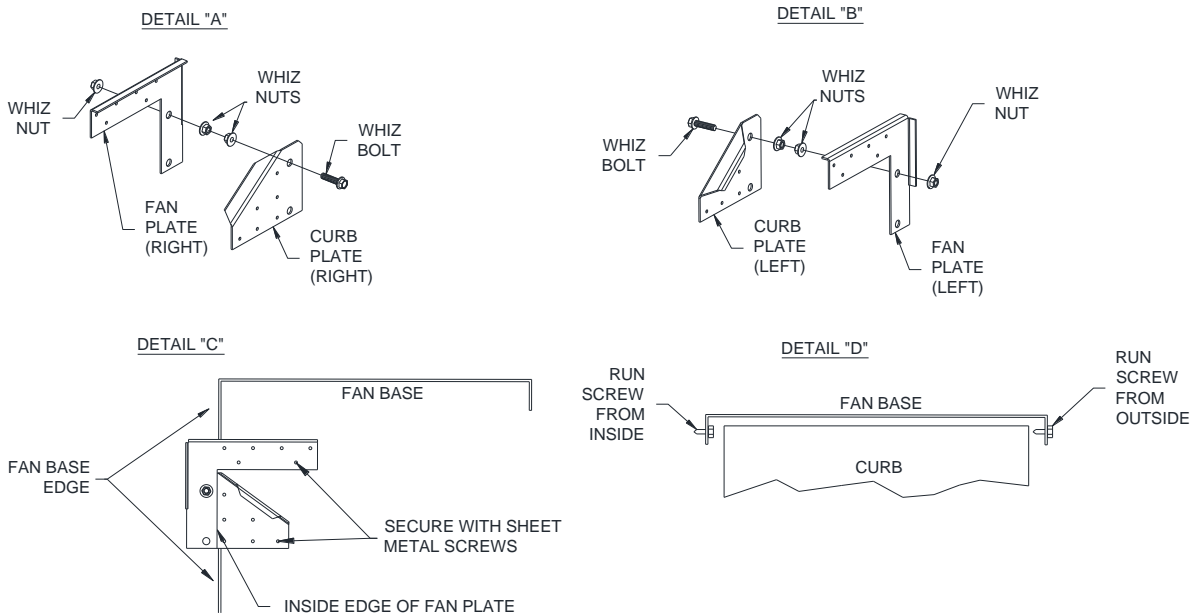 DETAIL "A"
WHIZ
NUT
WHIZ
NUTS
WHIZ
BOLT
FAN
PLATE
(RIGHT)
CURB
PLATE
(RIGHT)
DETAIL "B"
WHIZ
BOLT
WHIZ
NUTS
WHIZ
NUT
CURB
PLATE
(LEFT)
FAN
PLATE
(LEFT)
DETAIL "C"
FAN BASE
FAN BASE
EDGE
SECURE WITH SHEET
METAL SCREWS
INSIDE EDGE OF FAN PLATE
DETAIL "D"
RUN
SCREW
FROM
INSIDE
FAN BASE
RUN
SCREW
FROM
OUTSIDE
CURB